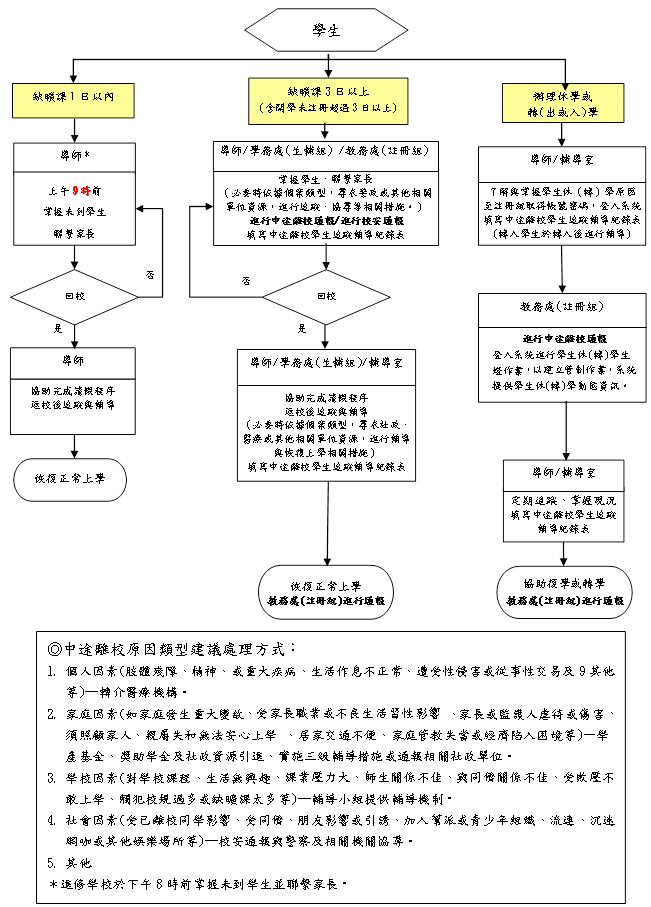 學生
缺曠課1日以內
缺曠課3日以上
(含開學未註冊超過3日以上)
辦理休學或
轉(出或入)學
導師*
上午9時前
掌握未到學生
聯繫家長
回校
否
是
導師
協助完成請假程序
返校後追蹤與輔導
恢復正常上學
導師/學務處(生輔組)/教務處(註冊組)
掌握學生、聯繫家長
(必要時依據個案類型，尋求警政或其他相關
單位資源，進行追蹤、協尋等相關措施。)
進行中途離校通報/進行校安通報
填寫中途離校學生追蹤輔導紀錄表
回校
否
是
導師/學務處(生輔組)/輔導室
協助完成請假程序
返校後追蹤與輔導
(必要時依據個案類型，尋求社政、
醫療或其他相關單位資源，進行輔導
與恢復上學相關措施)
填寫中途離校學生追蹤輔導紀錄表
恢復正常上學
教務處(註冊組)進行通報
導師/輔導室
了解與掌握學生休(轉)學原因
至註冊組取得帳號密碼，登入系統
填寫中途離校學生追蹤輔導紀錄表
(轉入學生於轉入後進行輔導)
教務處(註冊組)
進行中途離校通報
登入系統進行學生休(轉)學生
檔作業，以建立管制作業，系統
提供學生休(轉)學動態資訊。
導師/輔導室
定期追蹤、掌握現況
填寫中途離校學生追蹤
輔導紀錄表
協助復學或轉學
教務處(註冊組)進行通報
◎中途離校原因類型建議處理方式：
1. 個人因素(肢體殘障、精神、或重大疾病、生活作息不正常、遭受性侵害或從事性交易及9其他
等)—轉介醫療機構。
2. 家庭因素(如家庭發生重大變故、受家長職業或不良生活習性影響、家長或監護人虐待或傷害、
須照顧家人、親屬失和無法安心上學、居家交通不便、家庭管教失當或經濟陷入困境等)—學
產基金、獎助學金及社政資源引進、實施三級輔導措施或通報相關社政單位。
3. 學校因素(對學校課程、生活無興趣、課業壓力大、師生關係不佳、與同儕關係不佳、受欺壓不
敢上學、觸犯校規過多或缺曠課太多等)—輔導小組提供輔導機制。
4. 社會因素(受已離校同學影響、受同儕、朋友影響或引誘、加入幫派或青少年組織、流連、沉迷
網咖或其他娛樂場所等)—校安通報與警察及相關機關協尋。
5. 其他
＊進修學校於下午8時前掌握未到學生並聯繫家長。